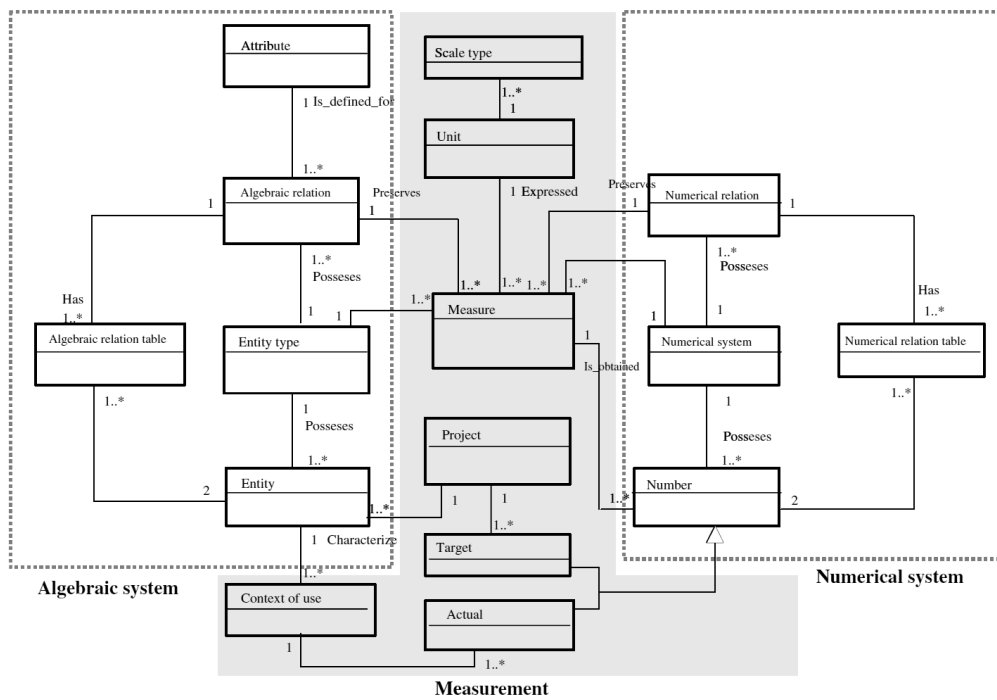 Attribute
Scale type
1 Is_defined_for
1..*
1
Unit
1..*
Algebraic relation
Preserves
1 Expressed
Preserves
Numerical relation
1
1
1
1
1..*
Posseses
1..*
Posseses
1..*
1..*
1..*
1..*
Has
1..*
1..*
Has
1..*
1
1
Measure
1
1
1
Algebraic relation table
Entity type
Is_obtained
Numerical system
Numerical relation table
1..*
1
Posseses
1
Posseses
1..*
Project
1..*
1..*
2
Entity
1
1
1..*
Number
2
1..*
1 Characterize
1..*
Target
1..*
Algebraic system
Numerical system
Context of use
Actual
1
1..*
Measurement